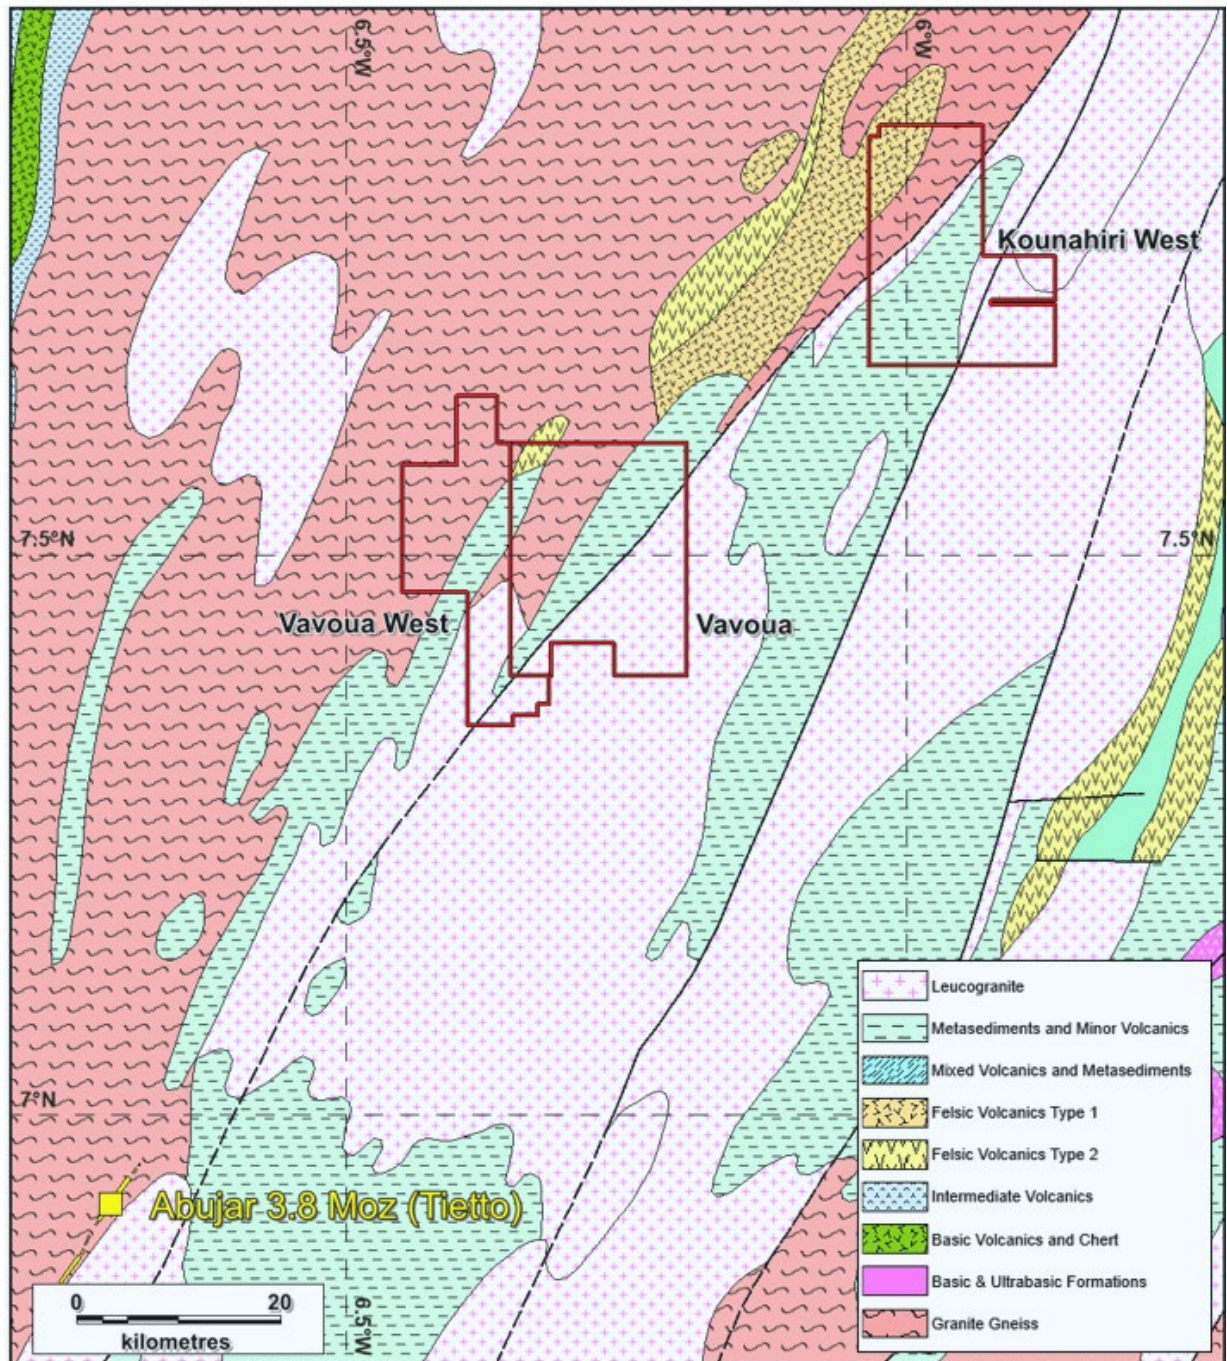 6.5°W
6°W
Kounahiri West
7.5°N
7.5°N
Vavoua West
Vavoua
7°N
Abujar 3.8 Moz (Tietto)
6.5°W
0 20
kilometres
Leucogranite
Metasediments and Minor Volcanics
Mixed Volcanics and Metasediments
Felsic Volcanics Type 1
Felsic Volcanics Type 2
Intermediate Volcanics
Basic Volcanics and Chert
Basic & Ultrabasic Formations
Granite Gneiss